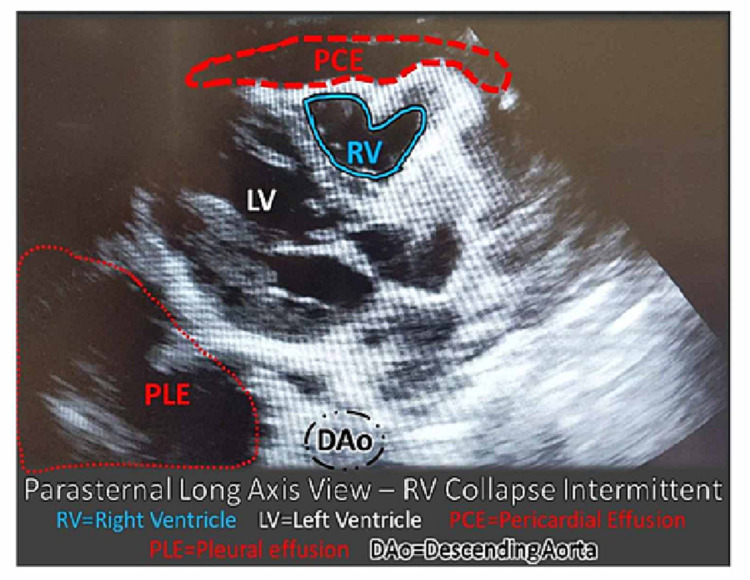 PCE
RV
LV
PLE
DAo
Parasternal Long Axis View – RV Collapse Intermittent
RV=Right Ventricle LV=Left Ventricle PCE=Pericardial Effusion
PLE=Pleural effusion DAo=Descending Aorta